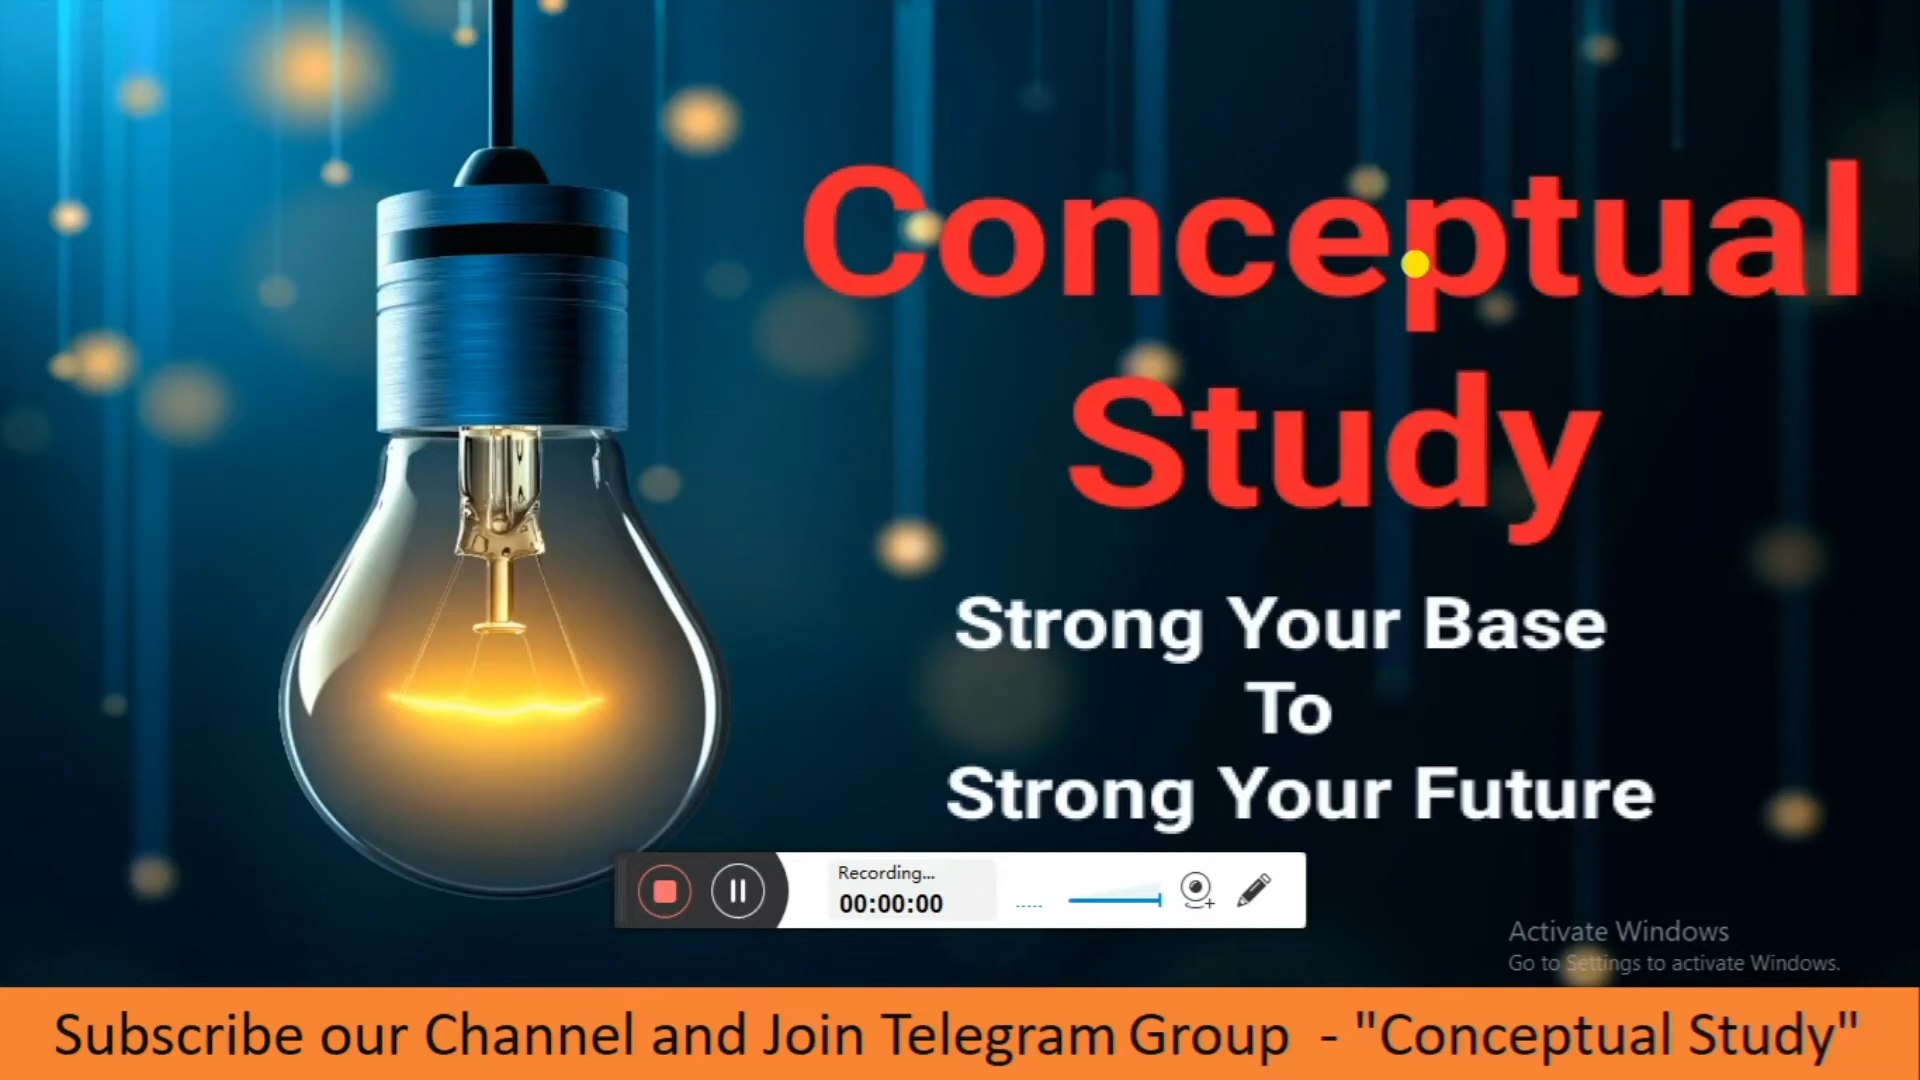 Conceptual
Study
Strong Your Base
To
Strong Your Future
Recording...
00:00:00
Activate Windows
Go to Settings to activate Windows.
Subscribe our Channel and Join Telegram Group - "Conceptual Study"